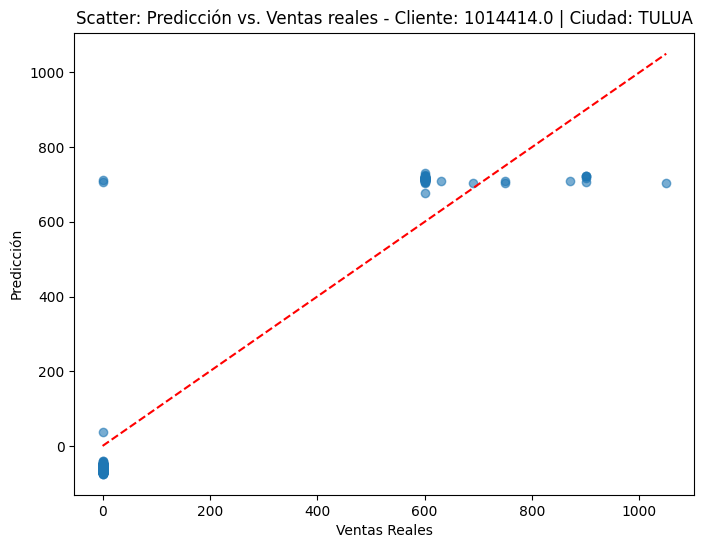 Scatter: Predicción vs. Ventas reales - Cliente: 1014414.0 | Ciudad: TULUA
Predicción
1000
800
600
400
200
0
0 200 400 600 800 1000
Ventas Reales